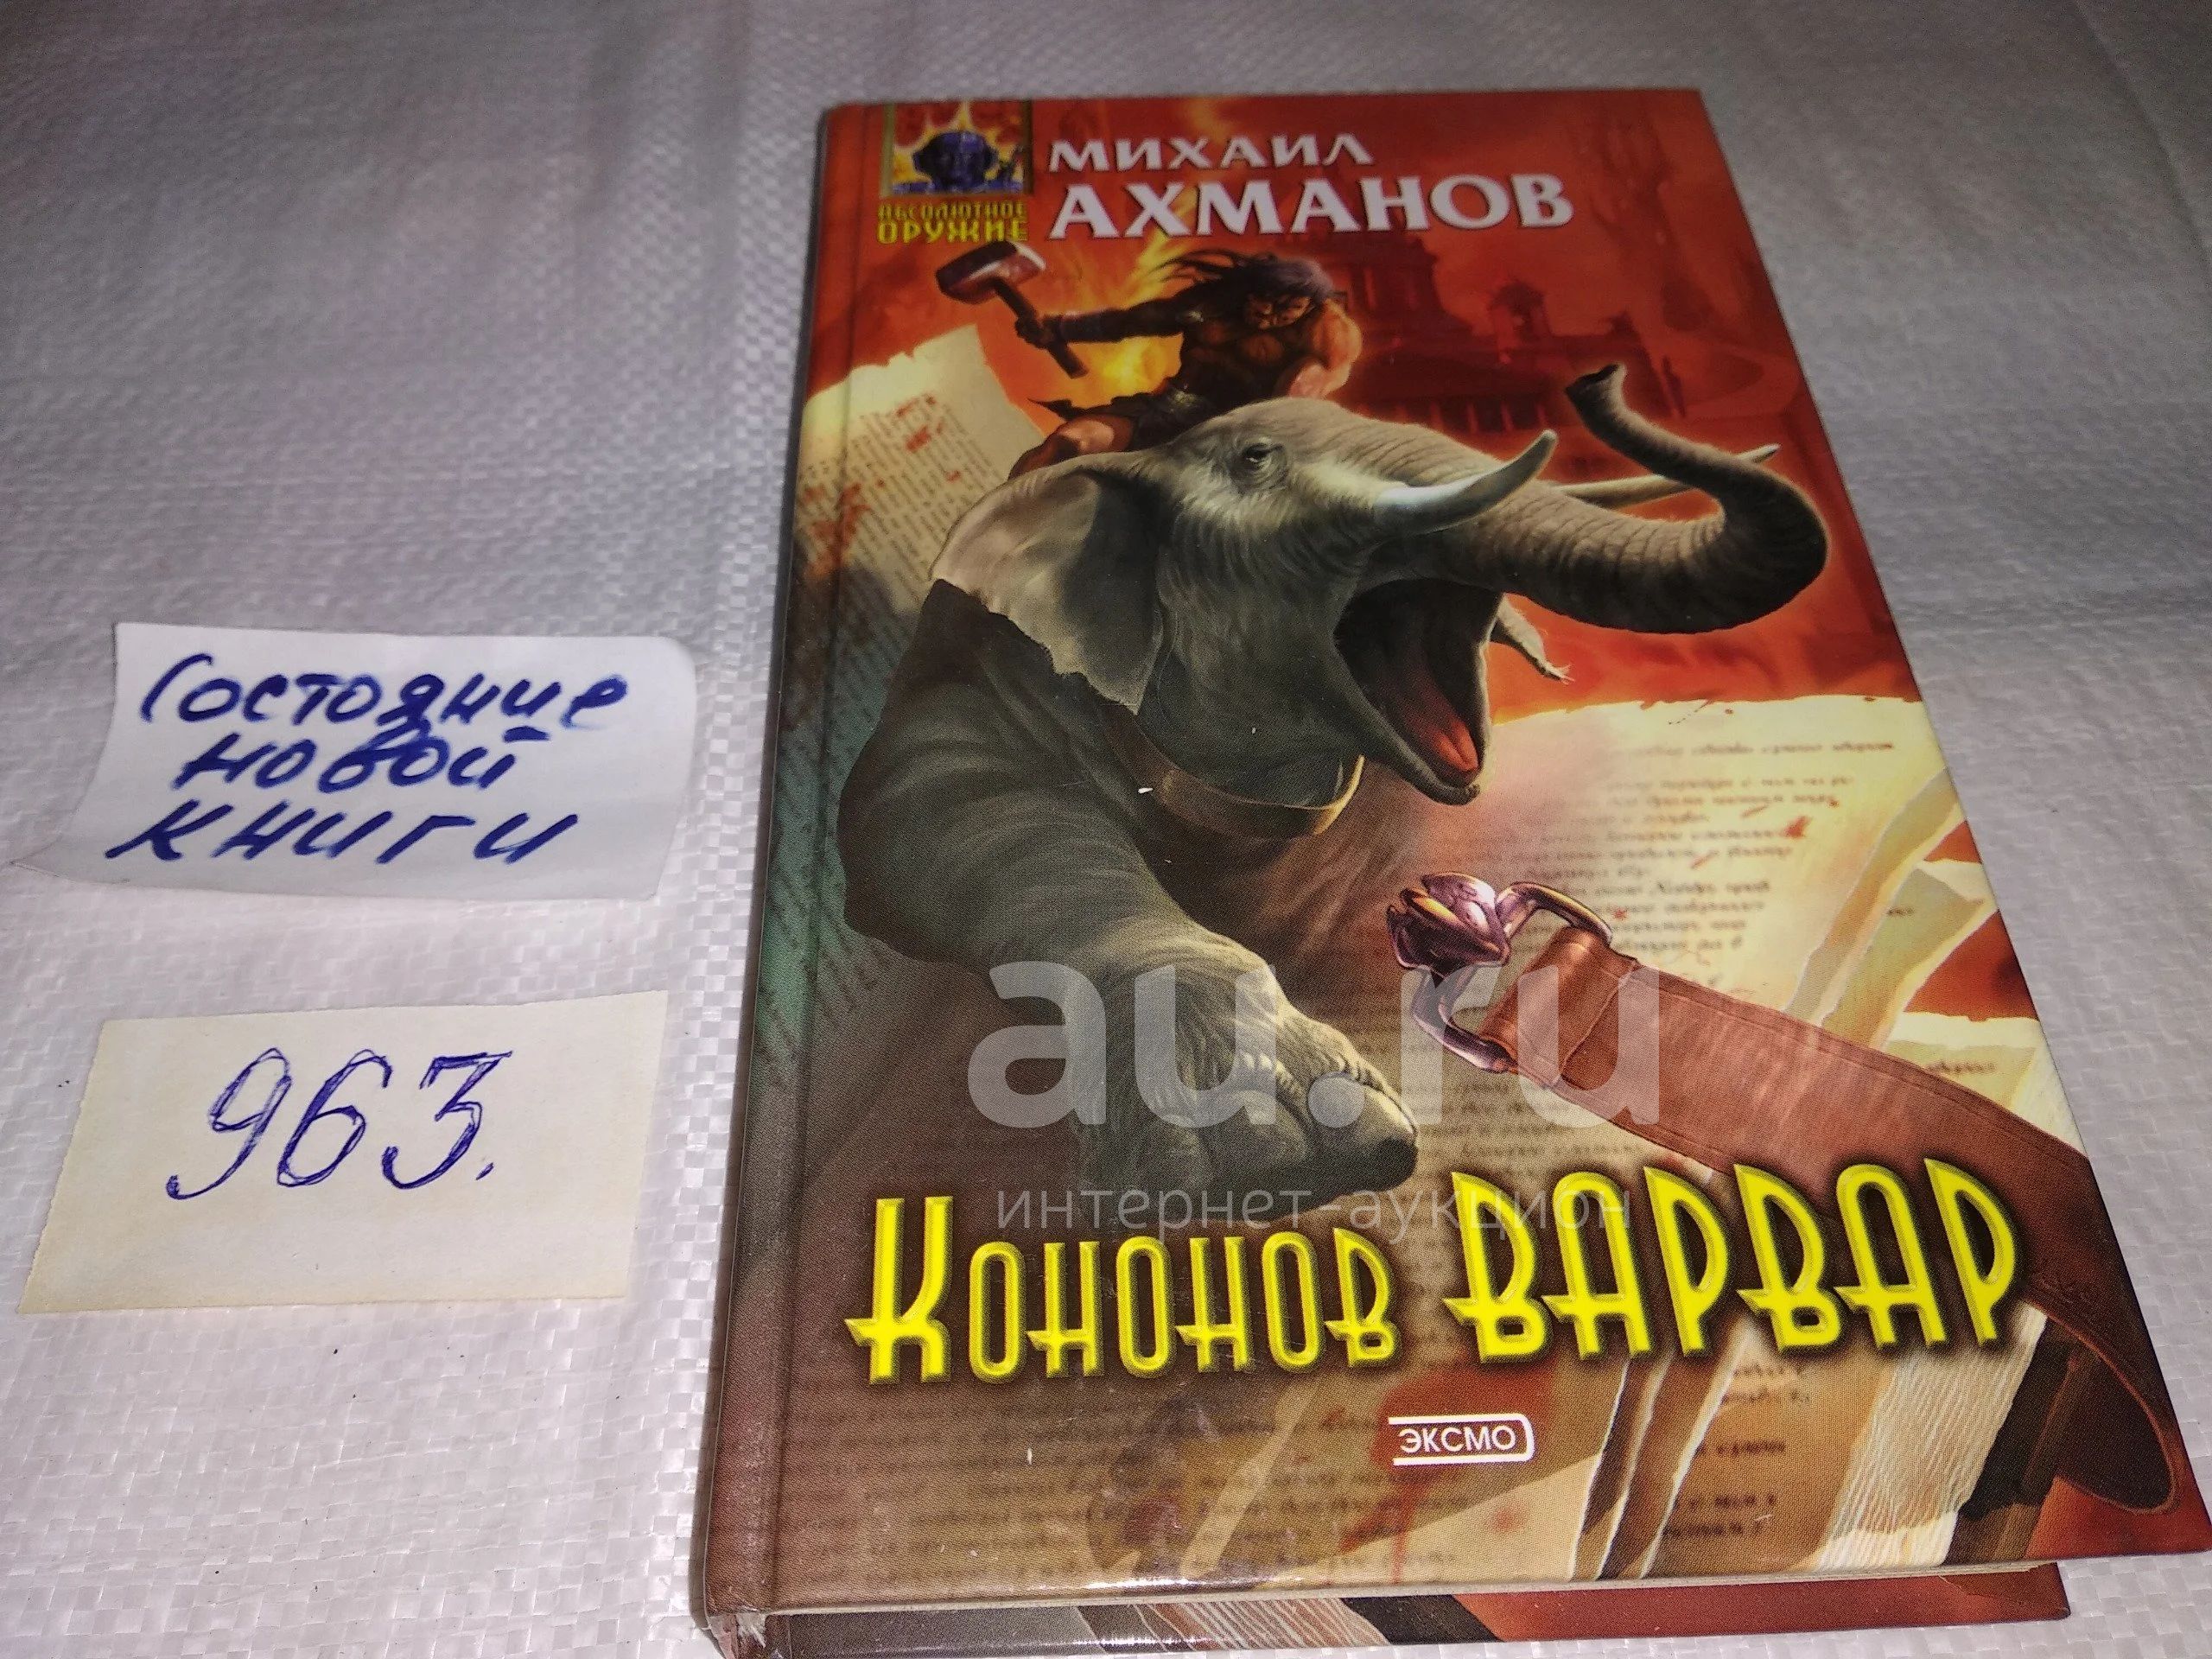 МИХАИЛ
АХМАНОВ
АБСОЛЮТНОЕ
ОРУЖИЕ
Состояние
новой
книги
963.
au.ru
интернет-аукцион
Кононов ВАРВАР
ЭКСМО